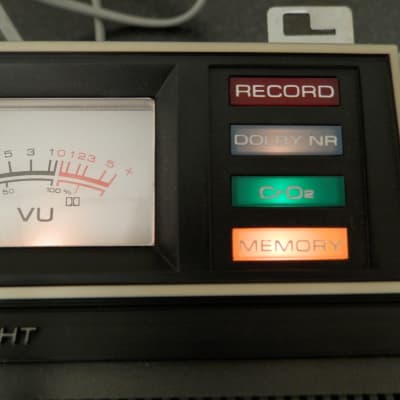 RECORD
DOLBY NR
CrO2
MEMORY
5 3 1 0 1 2 3 5 +
50 100 %
VU
HT